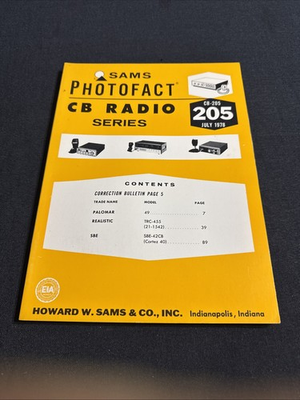 SAMS
PHOTOFACT®
CB RADIO
SERIES
CB-205
205
JULY 1978
CONTENTS
CORRECTION BULLETIN PAGE 5
TRADE NAME MODEL PAGE
PALOMAR 49 7
REALISTIC TRC-453
(21-1542) 39
SBE SBE-42CB
(Cortez 40) 89
EIA
HOWARD W. SAMS & CO., INC. Indianapolis, Indiana